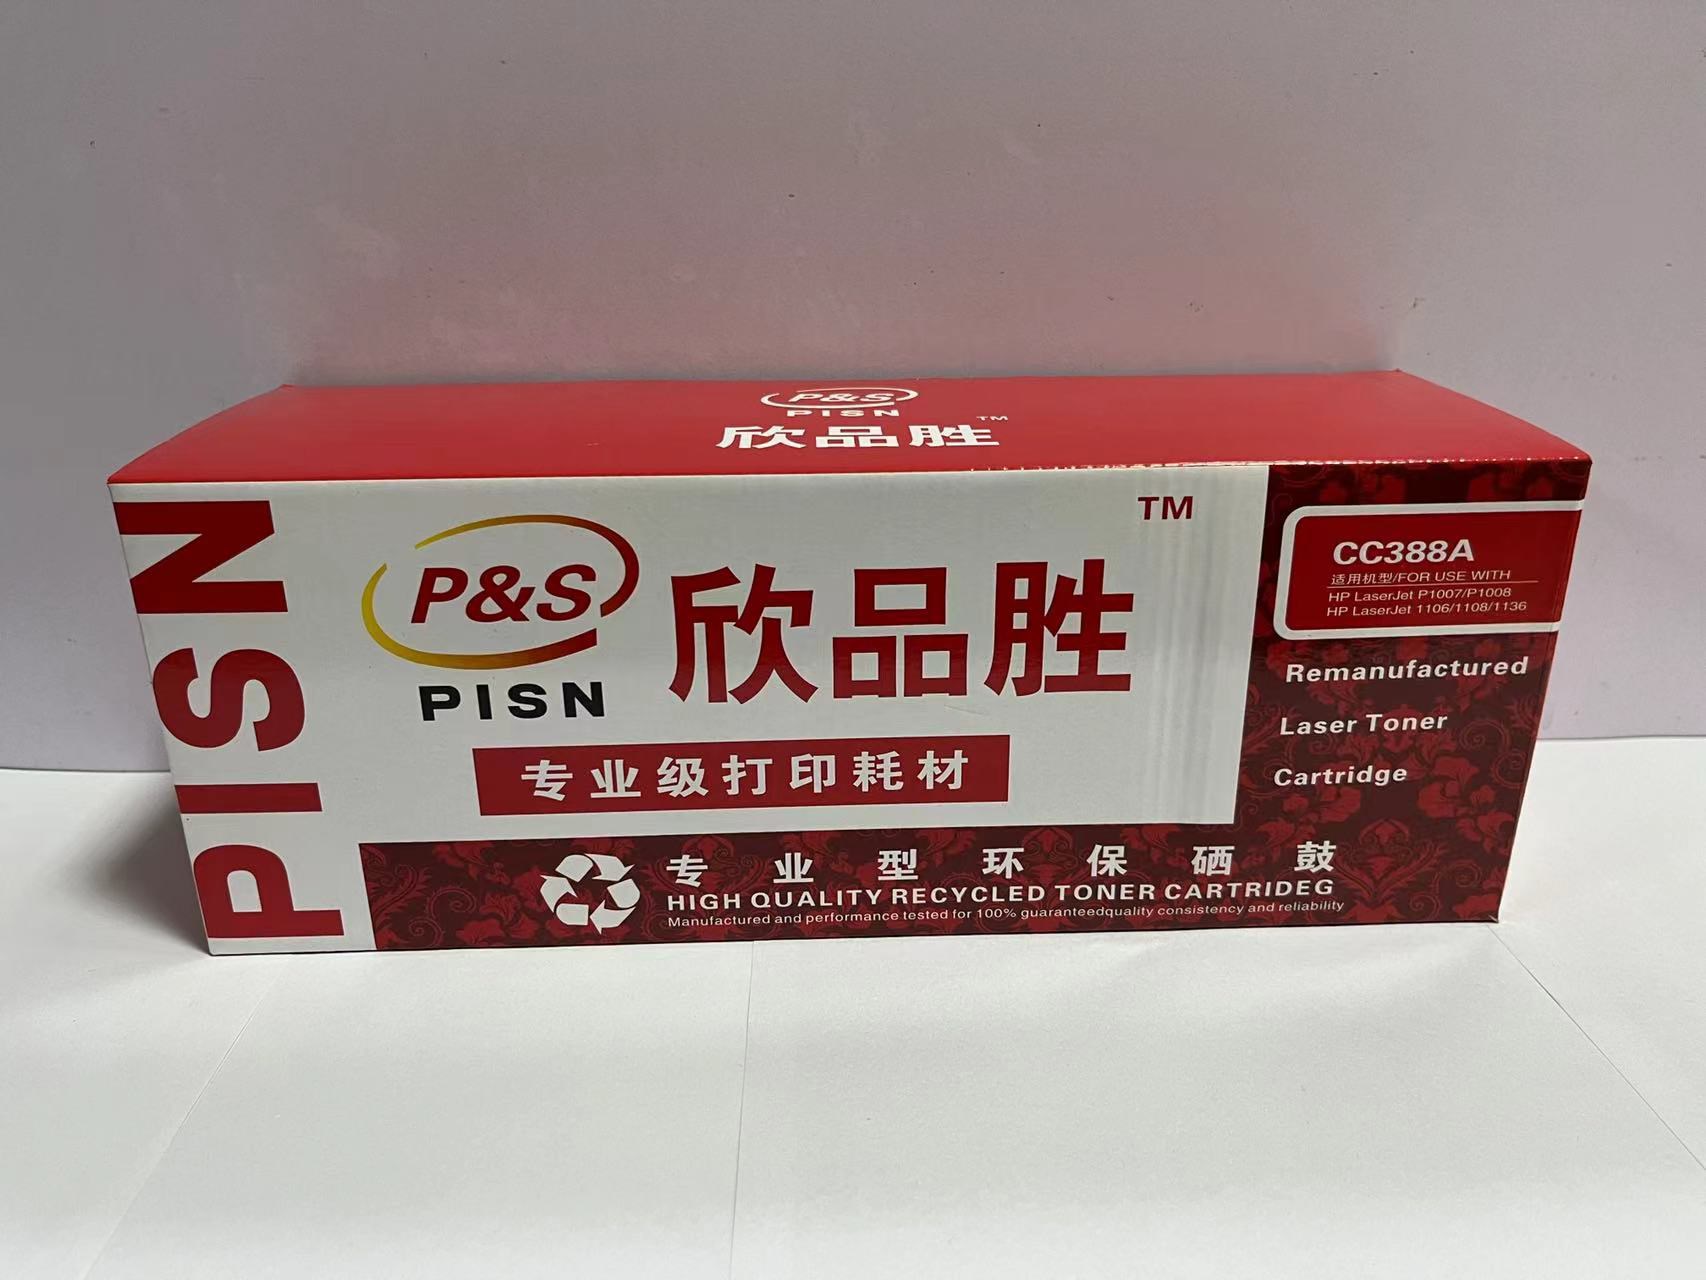 P&S
PISN
欣品胜
TM
PISN
P&S
PISN
欣品胜
TM
专业级打印耗材
CC388A
适用机型/FOR USE WITH
HP LaserJet P1007/P1008
HP LaserJet 1106/1108/1136
Remanufactured
Laser Toner
Cartridge
专业型环保硒鼓
HIGH QUALITY RECYCLED TONER CARTRIDEG
Manufactured and performance tested for 100% guaranteedquality consistency and reliability